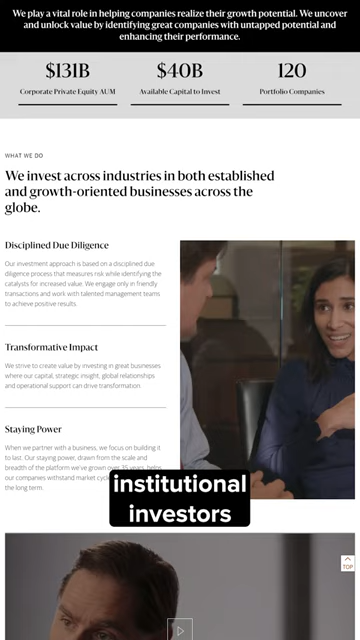 We play a vital role in helping companies realize their growth potential. We uncover
and unlock value by identifying great companies with untapped potential and
enhancing their performance.
$131B
Corporate Private Equity AUM
$40B
Available Capital to Invest
120
Portfolio Companies
WHAT WE DO
We invest across industries in both established
and growth-oriented businesses across the
globe.
Disciplined Due Diligence
Our investment approach is based on a disciplined due
diligence process that measures risk while identifying the
catalysts for increased value. We engage only in friendly
transactions and work with talented management teams
to achieve positive results.
Transformative Impact
We strive to create value by investing in great businesses
where our capital, strategic insight, global relationships
and operational support can drive transformation.
Staying Power
When we partner with a business, we focus on building it
to last. Our staying power, drawn from the scale and
breadth of the platform we've grown over 35 years, helps
our companies withstand market
the long term.
institutional
investors
TOP